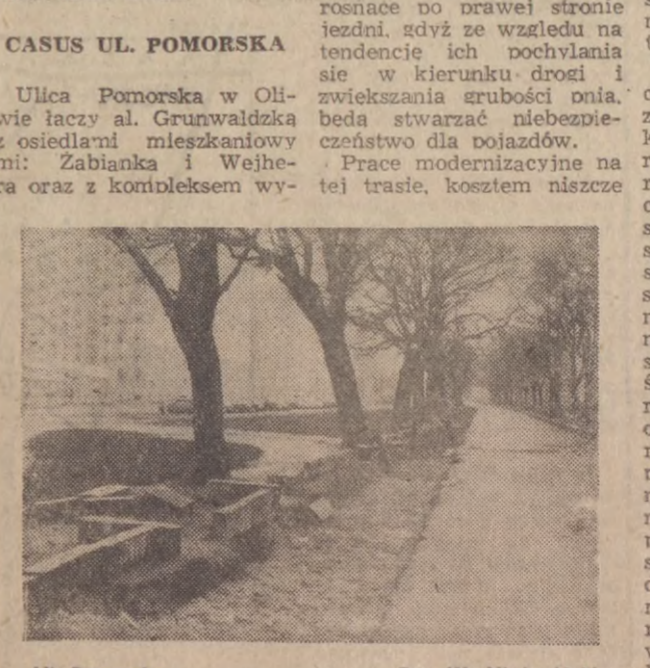 CASUS UL. POMORSKA
Ulica Pomorska w Oli-
wie łączy al. Grunwaldzką
z osiedlami mieszkaniowy
mi: Żabianka i Wejhe-
ra oraz z kompleksem wy-
rosnące po prawej stronie
jezdni, gdyż ze względu na
tendencję ich pochylania
się w kierunku drogi i
zwiększania grubości pnia,
będą stwarzać niebezpie-
czeństwo dla pojazdów.
Prace modernizacyjne na
tej trasie, kosztem niszcze